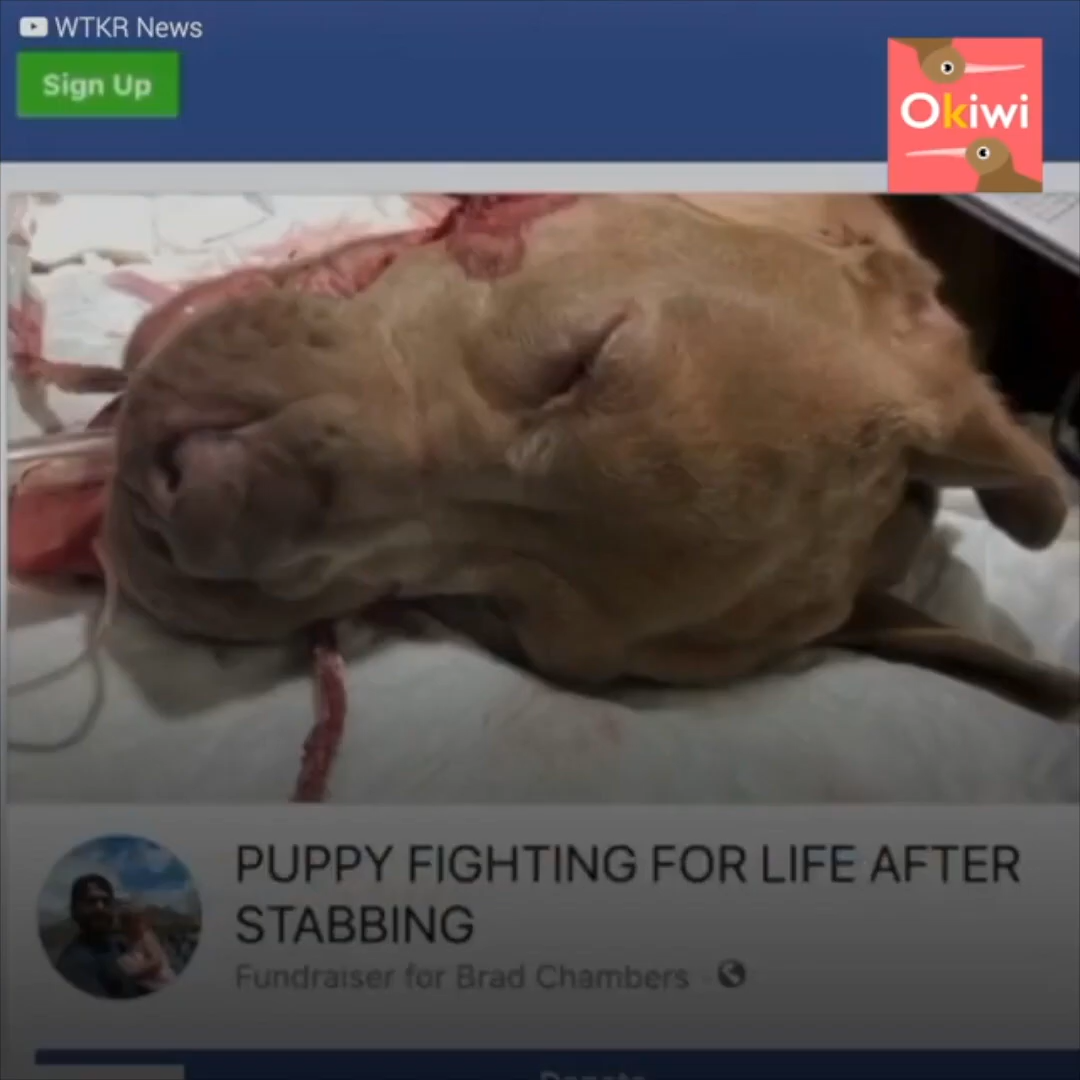 WTKR News
Sign Up
Okiwi
PUPPY FIGHTING FOR LIFE AFTER
STABBING
Fundraiser for Brad Chambers